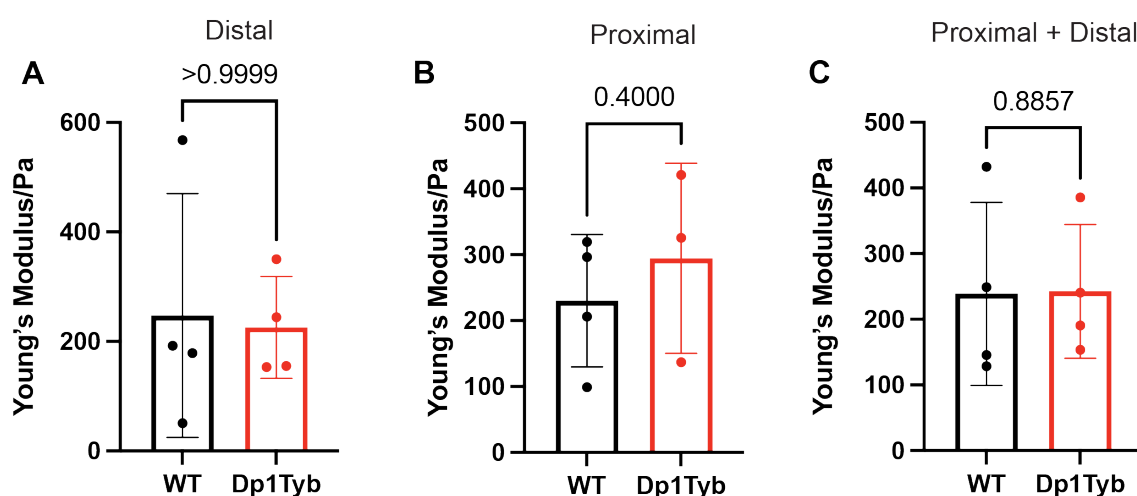 Distal
A
>0.9999
Young's Modulus/Pa
600
400
200
0
WT
Dp1Tyb
Proximal
B
0.4000
Young's Modulus/Pa
500
400
300
200
100
0
WT
Dp1Tyb
Proximal + Distal
C
0.8857
Young's Modulus/Pa
500
400
300
200
100
0
WT
Dp1Tyb